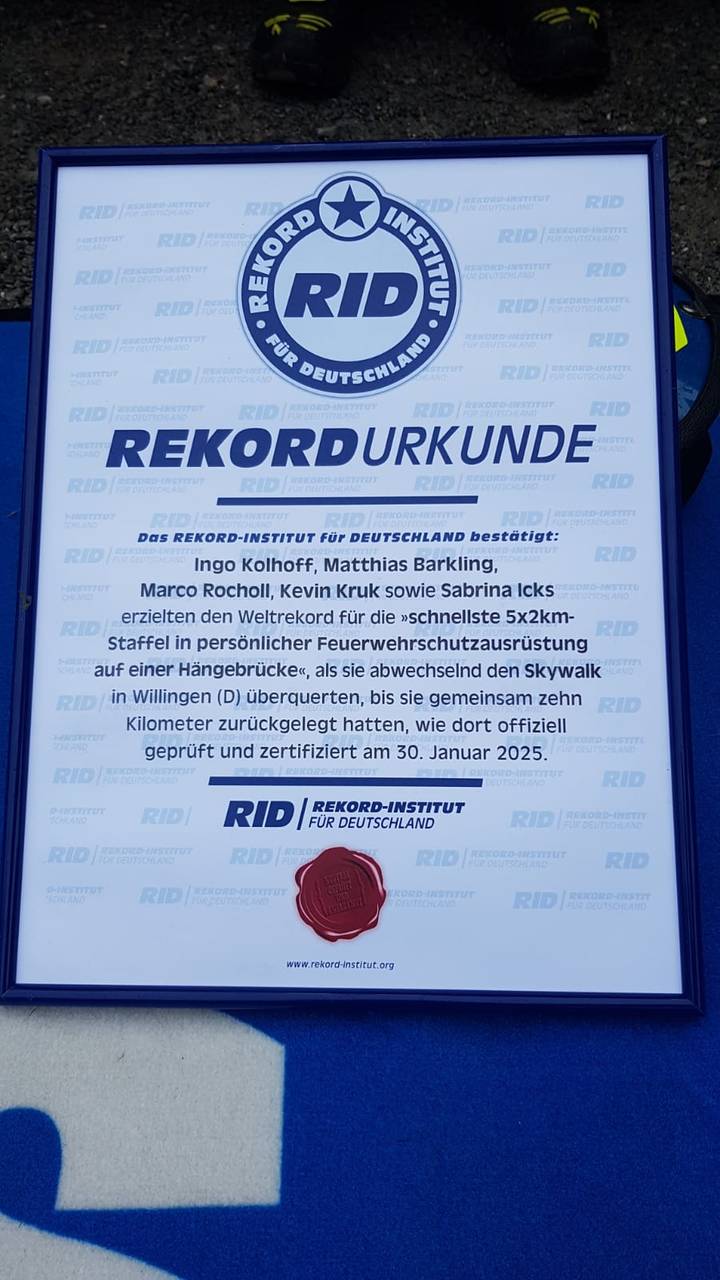 REKORD INSTITUT
RID
FÜR DEUTSCHLAND
REKORDURKUNDE
Das REKORD-INSTITUT für DEUTSCHLAND bestätigt:
Ingo Kolhoff, Matthias Barkling,
Marco Rocholl, Kevin Kruk sowie Sabrina Icks
erzielten den Weltrekord für die »schnellste 5x2km-
Staffel in persönlicher Feuerwehrschutzausrüstung
auf einer Hängebrücke«, als sie abwechselnd den Skywalk
in Willingen (D) überquerten, bis sie gemeinsam zehn
Kilometer zurückgelegt hatten, wie dort offiziell
geprüft und zertifiziert am 30. Januar 2025.
RID | REKORD-INSTITUT
FÜR DEUTSCHLAND
www.rekord-institut.org